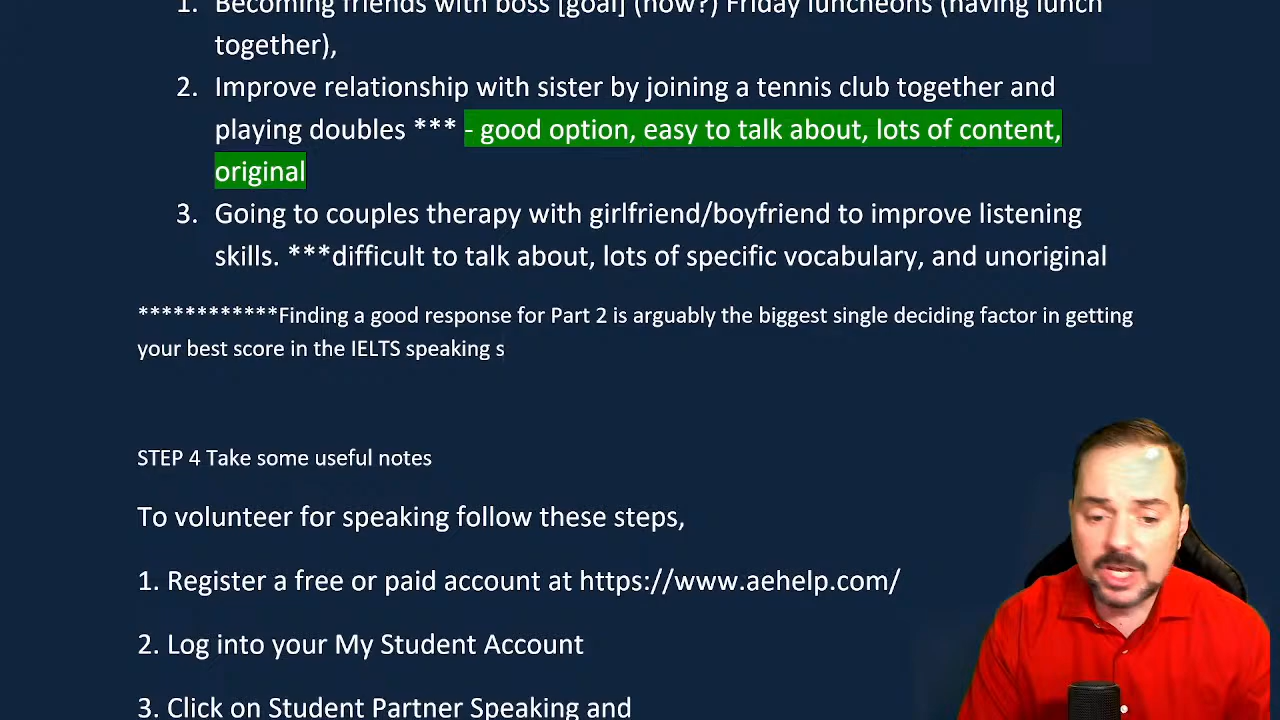 1. Becoming friends with boss [goal] (how?) Friday luncheons (having lunch
together),
2. Improve relationship with sister by joining a tennis club together and
playing doubles *** - good option, easy to talk about, lots of content,
original
3. Going to couples therapy with girlfriend/boyfriend to improve listening
skills. ***difficult to talk about, lots of specific vocabulary, and unoriginal
************Finding a good response for Part 2 is arguably the biggest single deciding factor in getting
your best score in the IELTS speaking s
STEP 4 Take some useful notes
To volunteer for speaking follow these steps,
1. Register a free or paid account at https://www.aehelp.com/
2. Log into your My Student Account
3. Click on Student Partner Speaking and